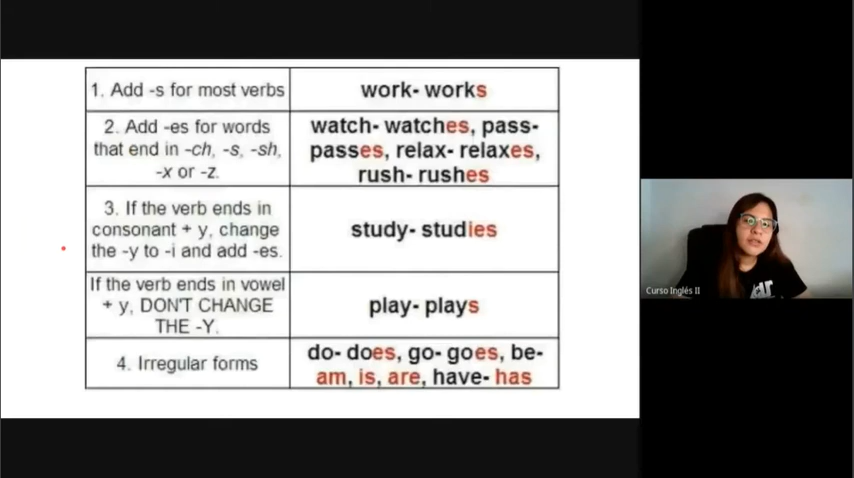 1. Add -s for most verbs
work- works
2. Add -es for words
that end in -ch, -s, -sh,
-x or -z.
watch- watches, pass-
passes, relax- relaxes,
rush- rushes
3. If the verb ends in
consonant + y, change
the -y to -i and add -es.
study- studies
If the verb ends in vowel
+ y, DON'T CHANGE
THE -Y.
play- plays
4. Irregular forms
do- does, go- goes, be-
am, is, are, have- has
Curso Inglés II